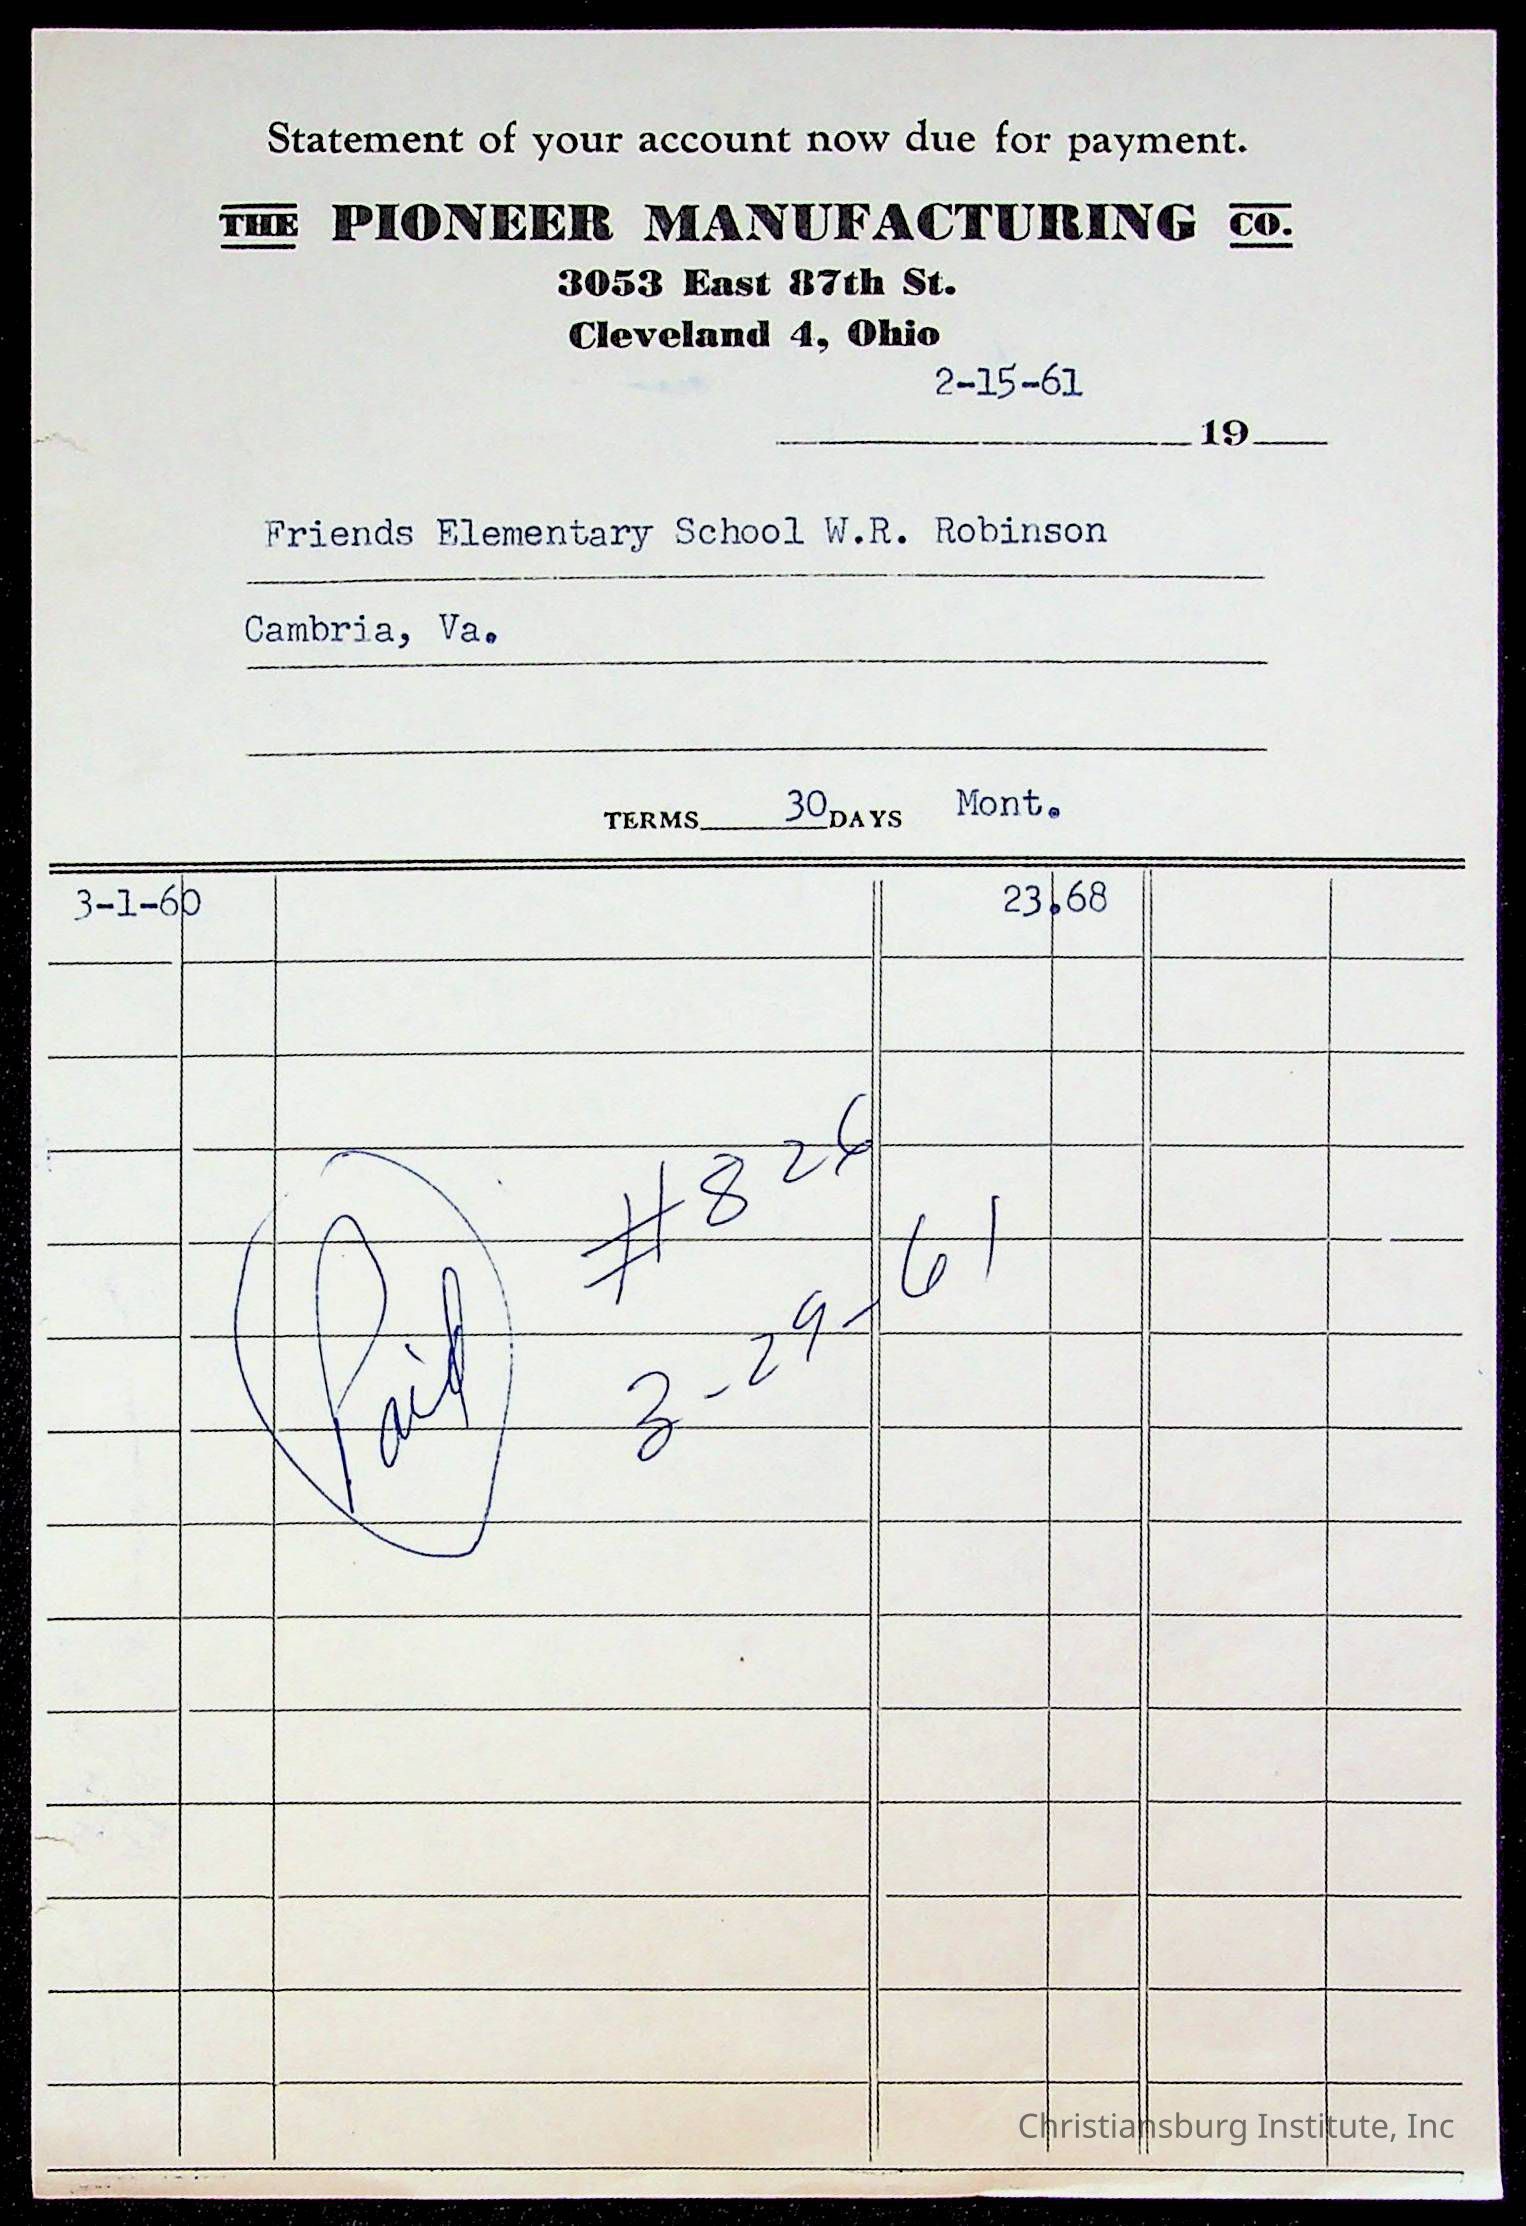 Statement of your account now due for payment.
THE PIONEER MANUFACTURING CO.
3053 East 87th St.
Cleveland 4, Ohio
2-15-61
19
Friends Elementary School W.R. Robinson
Cambria, Va.
TERMS 30 DAYS Mont.
3-1-60 23.68
#826
Paid 3-29-61
Christiansburg Institute, Inc